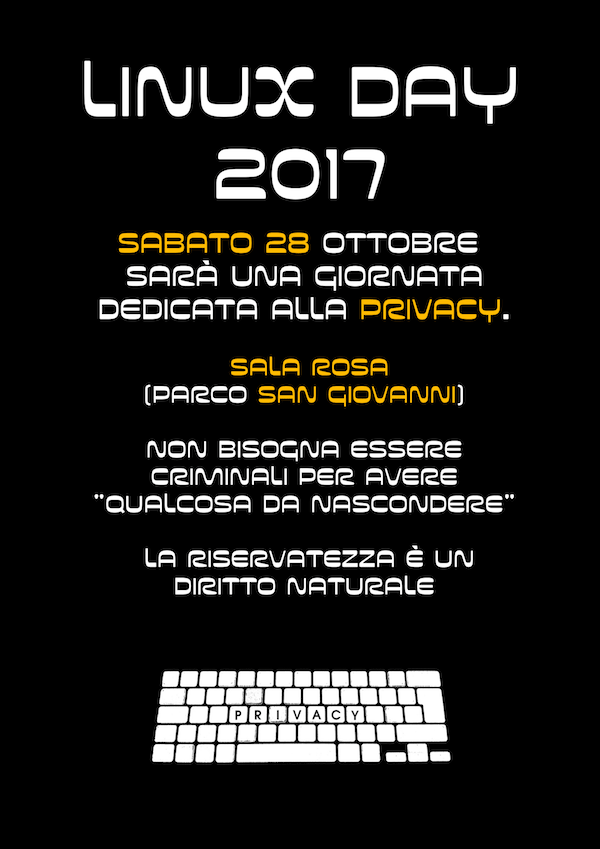 LINUX DAY
2017
SABATO 28 OTTOBRE
SARÀ UNA GIORNATA
DEDICATA ALLA PRIVACY.
SALA ROSA
(PARCO SAN GIOVANNI)
NON BISOGNA ESSERE
CRIMINALI PER AVERE
"QUALCOSA DA NASCONDERE"
LA RISERVATEZZA È UN
DIRITTO NATURALE
PRIVACY